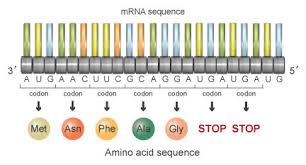 mRNA sequence
3´ 5´
A U G A A C U U C G C A G G A U G A U G A U G
codon codon codon codon codon codon codon
Met Asn Phe Ala Gly STOP STOP
Amino acid sequence